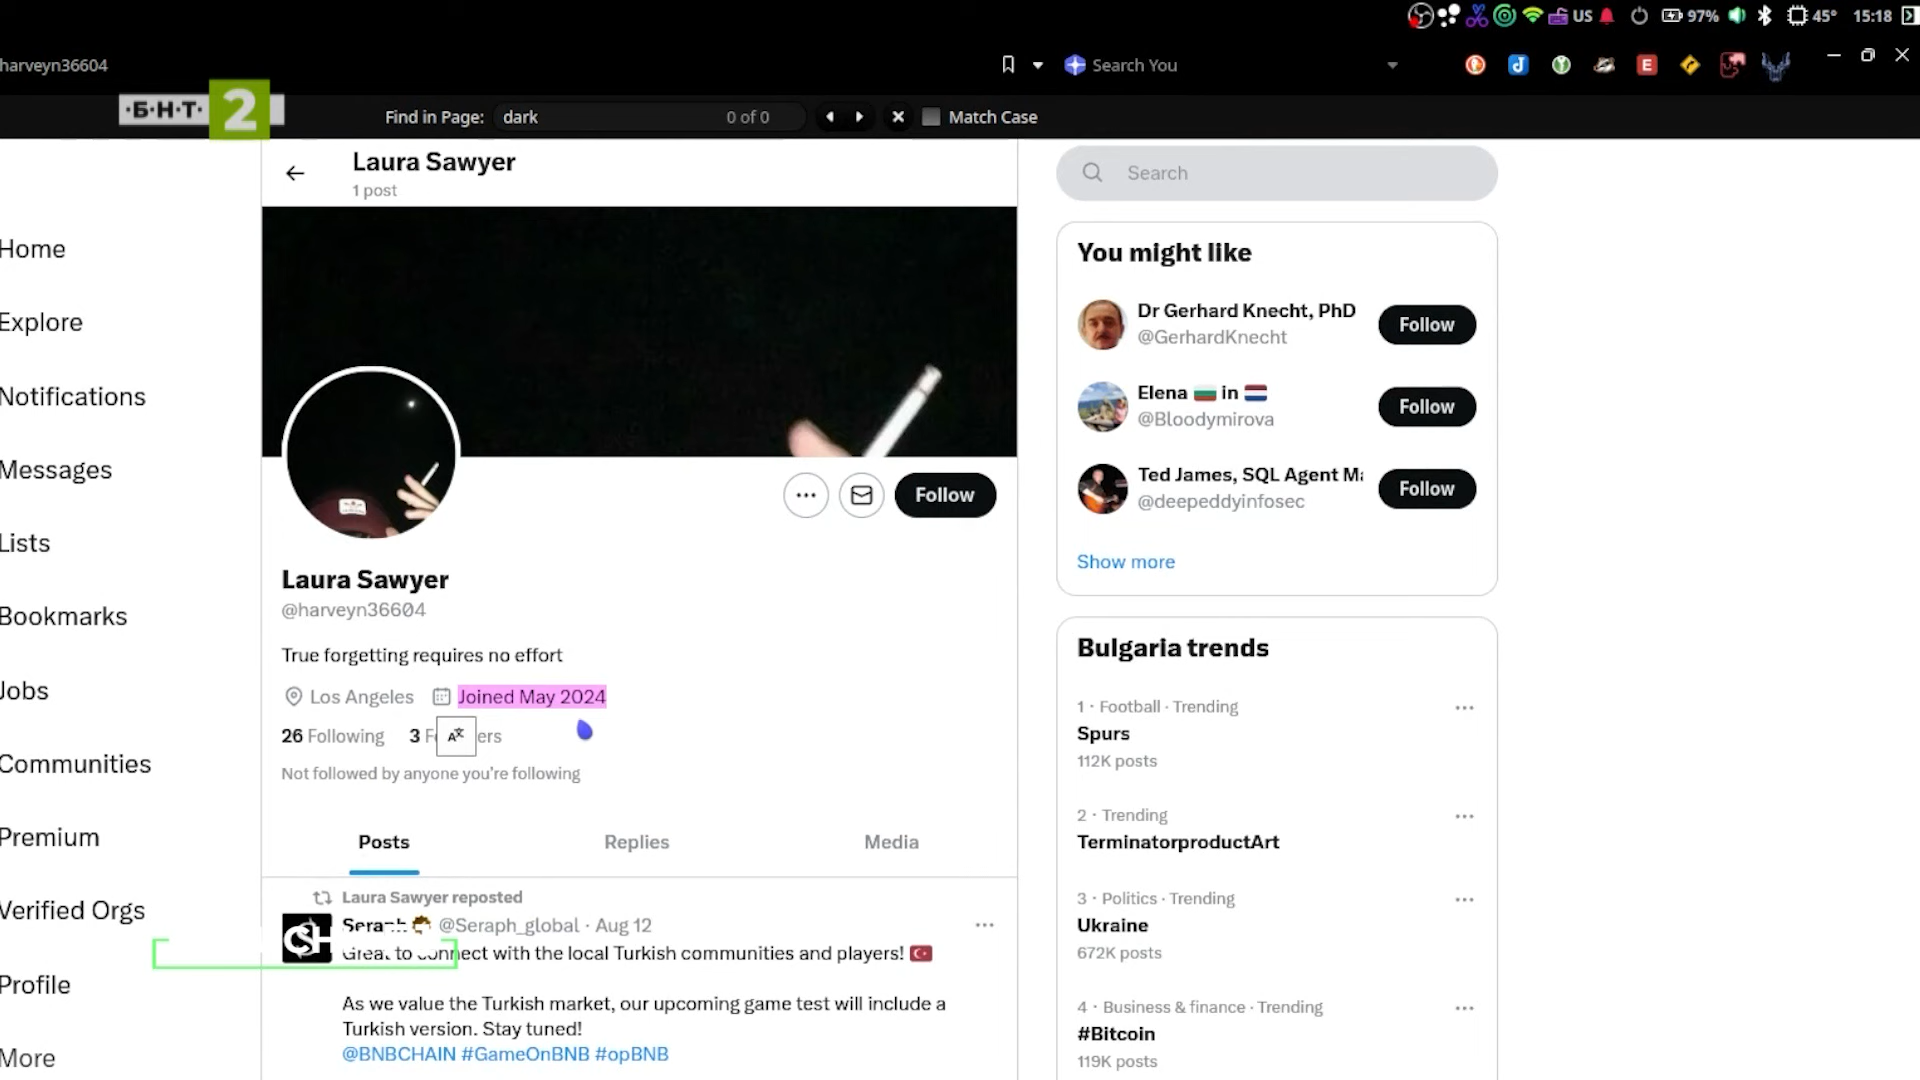 US
97%
45°
15:18
harveyn36604
Search You
·Б·Н·Т· 2
Find in Page: dark 0 of 0 Match Case
Laura Sawyer
1 post
Home
Explore
Notifications
Messages
Lists
Bookmarks
Jobs
Communities
Premium
Verified Orgs
Profile
More
Follow
Laura Sawyer
@harveyn36604
True forgetting requires no effort
Los Angeles Joined May 2024
26 Following 3
Not followed by anyone you're following
Posts Replies Media
Laura Sawyer reposted
Seraph @Seraph_global · Aug 12
Great to connect with the local Turkish communities and players!
As we value the Turkish market, our upcoming game test will include a
Turkish version. Stay tuned!
@BNBCHAIN #GameOnBNB #opBNB
Search
You might like
Dr Gerhard Knecht, PhD
@GerhardKnecht
Follow
Elena in
@Bloodymirova
Follow
Ted James, SQL Agent
@deepeddyinfosec
Follow
Show more
Bulgaria trends
1 · Football · Trending
Spurs
112K posts
2 · Trending
TerminatorproductArt
3 · Politics · Trending
Ukraine
672K posts
4 · Business & finance · Trending
#Bitcoin
119K posts